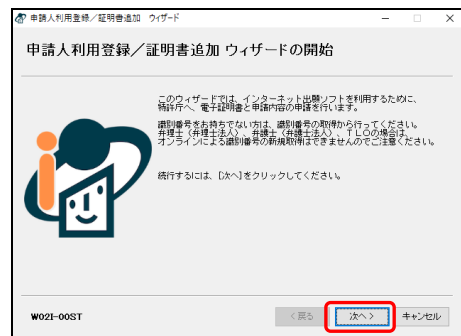 申請人利用登録／証明書追加 ウィザード
申請人利用登録／証明書追加 ウィザードの開始
このウィザードでは、インターネット出願ソフトを利用するために、
特許庁へ、電子証明書と申請内容の申請を行います。
識別番号をお持ちでない方は、識別番号の取得から行ってください。
弁理士（弁理士法人）、弁護士（弁護士法人）、ＴＬＯの場合は、
オンラインによる識別番号の新規取得はできませんのでご注意ください。
続行するには、[次へ]をクリックしてください。
W02I-00ST
＜戻る
次へ＞
キャンセル